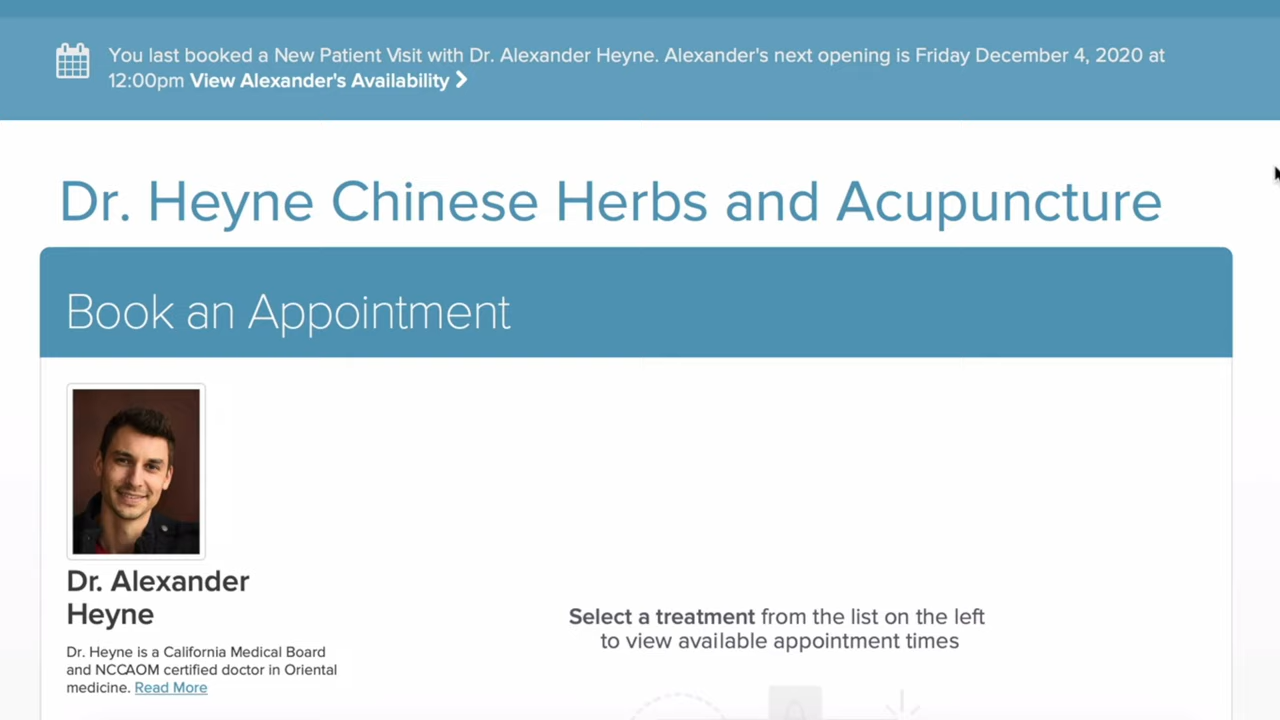 You last booked a New Patient Visit with Dr. Alexander Heyne. Alexander's next opening is Friday December 4, 2020 at
12:00pm View Alexander's Availability
Dr. Heyne Chinese Herbs and Acupuncture
Book an Appointment
Dr. Alexander
Heyne
Dr. Heyne is a California Medical Board
and NCCAOM certified doctor in Oriental
medicine. Read More
Select a treatment from the list on the left
to view available appointment times